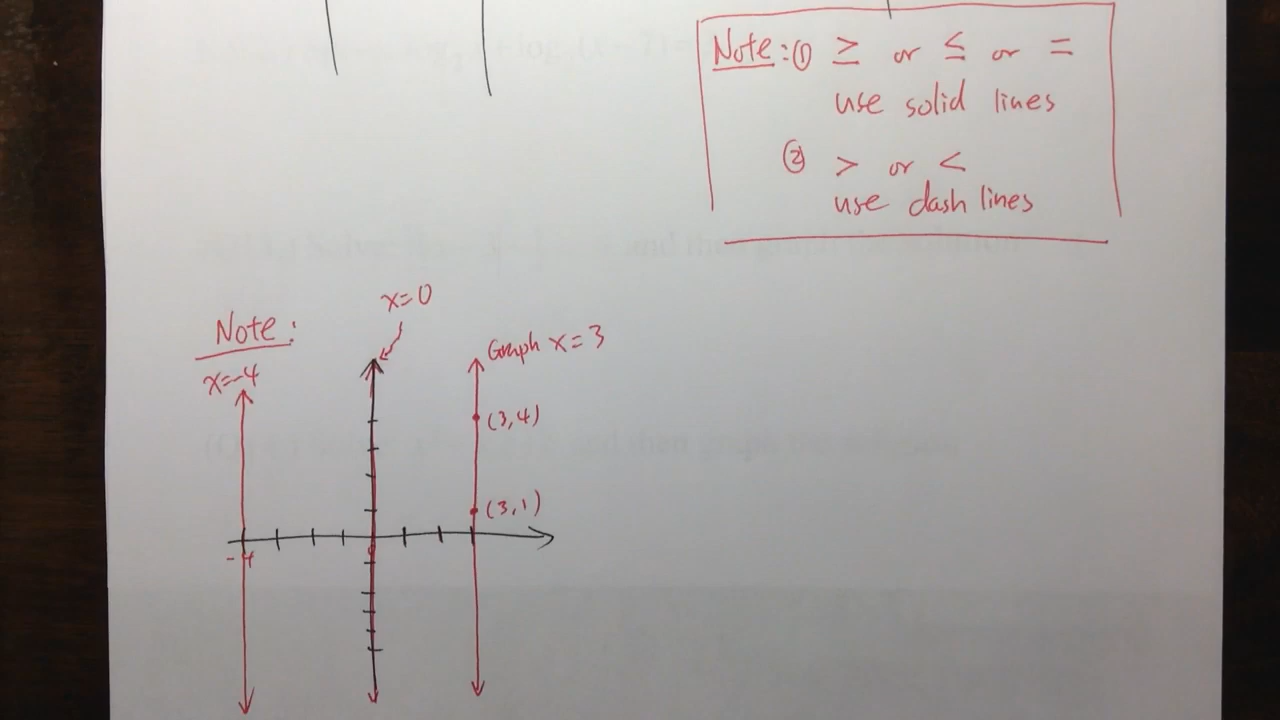 Note: ① ≥ or ≤ or =
use solid lines
② > or <
use dash lines
x=0
Note:
Graph x=3
x=-4
(3,4)
(3,1)
-4